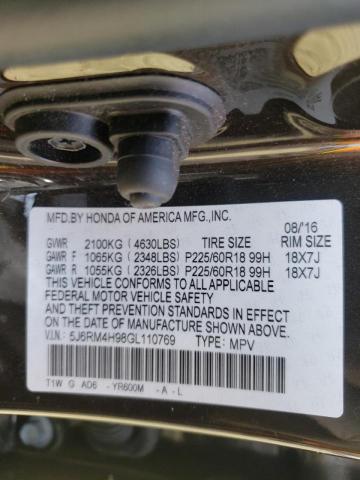 MFD.BY HONDA OF AMERICA MFG.,INC. 08/16
GVWR 2100KG (4630LBS) TIRE SIZE RIM SIZE
GAWR F 1065KG (2348LBS) P225/60R18 99H 18X7J
GAWR R 1055KG (2326LBS) P225/60R18 99H 18X7J
THIS VEHICLE CONFORMS TO ALL APPLICABLE
FEDERAL MOTOR VEHICLE SAFETY, BUMPER,
AND THEFT PREVENTION STANDARDS IN EFFECT
ON THE DATE OF MANUFACTURE SHOWN ABOVE.
V.I.N.: 5J6RM4H98GL110769 TYPE: MPV
T1W G AD6 -YR600M -A-L